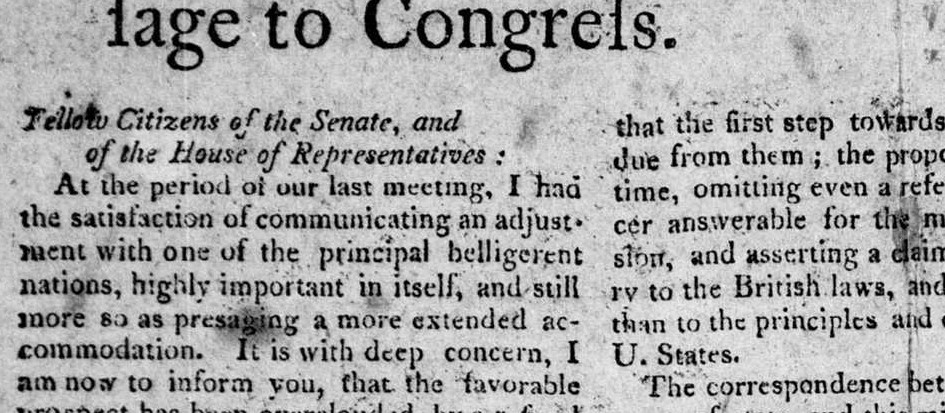 ſage to Congreſs.
Fellow Citizens of the Senate, and
of the House of Representatives :
At the period of our last meeting, I had
the satisfaction of communicating an adjust-
ment with one of the principal belligerent
nations, highly important in itself, and still
more so as presaging a more extended ac-
commodation. It is with deep concern, I
am now to inform you, that the favorable
prospect has been
that the first step towards
due from them ; the
time, omitting even a
cer answerable for the
sion, and asserting a
ry to the British laws, and
than to the principles and
U. States.
The correspondence